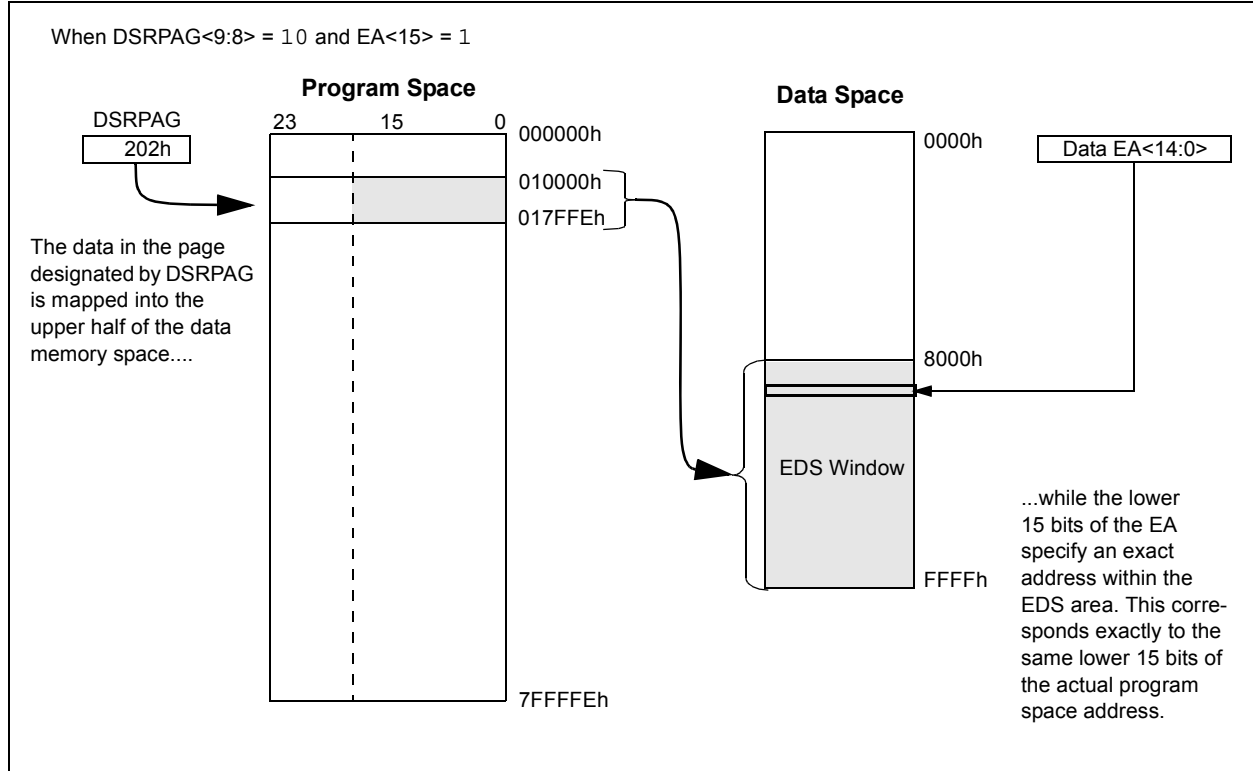 When DSRPAG<9:8> = 10 and EA<15> = 1
Program Space
Data Space
DSRPAG
202h
23
15
0
000000h
010000h
017FFEh
7FFFFEh
The data in the page
designated by DSRPAG
is mapped into the
upper half of the data
memory space....
0000h
8000h
EDS Window
FFFFh
Data EA<14:0>
...while the lower
15 bits of the EA
specify an exact
address within the
EDS area. This corre-
sponds exactly to the
same lower 15 bits of
the actual program
space address.